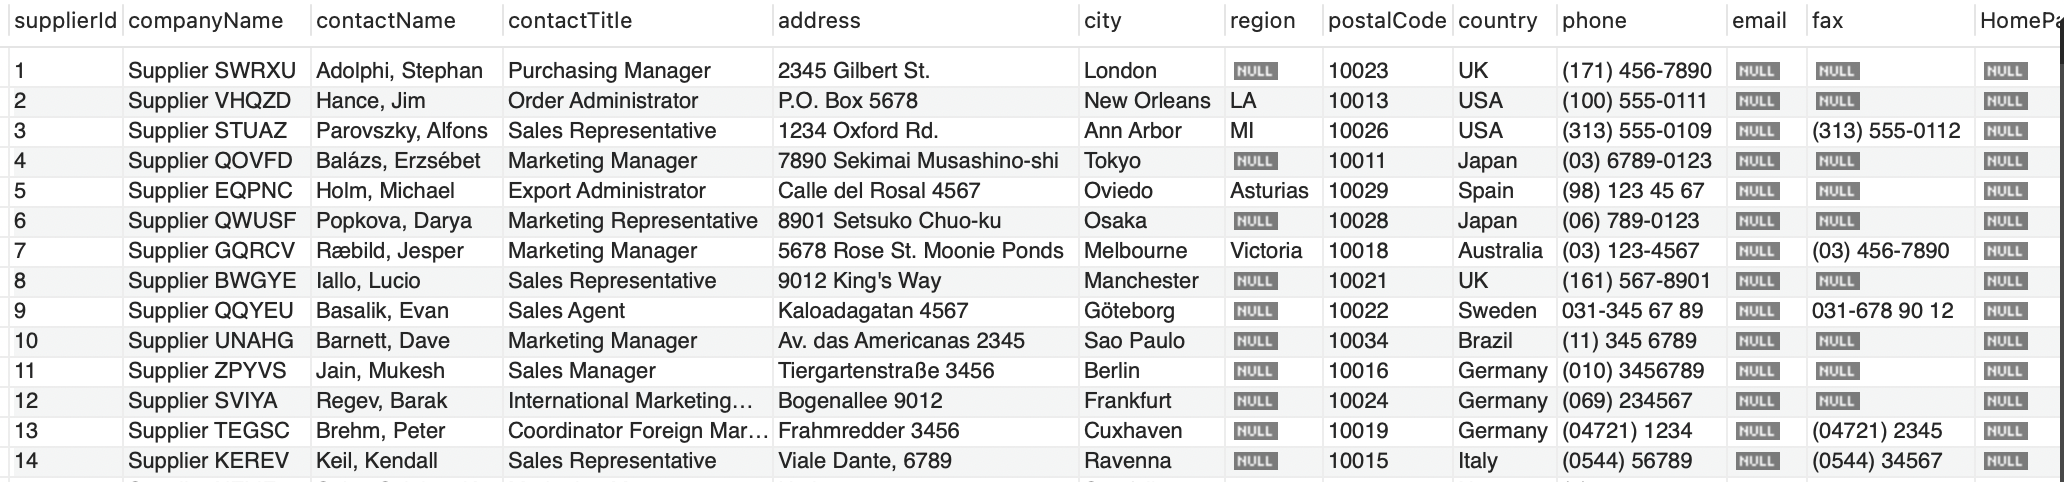 supplierId companyName contactName contactTitle address city region postalCode country phone email fax HomePa
1 Supplier SWRXU Adolphi, Stephan Purchasing Manager 2345 Gilbert St. London NULL 10023 UK (171) 456-7890 NULL NULL NULL
2 Supplier VHQZD Hance, Jim Order Administrator P.O. Box 5678 New Orleans LA 10013 USA (100) 555-0111 NULL NULL NULL
3 Supplier STUAZ Parovszky, Alfons Sales Representative 1234 Oxford Rd. Ann Arbor MI 10026 USA (313) 555-0109 NULL (313) 555-0112 NULL
4 Supplier QOVFD Balázs, Erzsébet Marketing Manager 7890 Sekimai Musashino-shi Tokyo NULL 10011 Japan (03) 6789-0123 NULL NULL NULL
5 Supplier EQPNC Holm, Michael Export Administrator Calle del Rosal 4567 Oviedo Asturias 10029 Spain (98) 123 45 67 NULL NULL NULL
6 Supplier QWUSF Popkova, Darya Marketing Representative 8901 Setsuko Chuo-ku Osaka NULL 10028 Japan (06) 789-0123 NULL NULL NULL
7 Supplier GQRCV Ræbild, Jesper Marketing Manager 5678 Rose St. Moonie Ponds Melbourne Victoria 10018 Australia (03) 123-4567 NULL (03) 456-7890 NULL
8 Supplier BWGYE Iallo, Lucio Sales Representative 9012 King's Way Manchester NULL 10021 UK (161) 567-8901 NULL NULL NULL
9 Supplier QQYEU Basalik, Evan Sales Agent Kaloadagatan 4567 Göteborg NULL 10022 Sweden 031-345 67 89 NULL 031-678 90 12 NULL
10 Supplier UNAHG Barnett, Dave Marketing Manager Av. das Americanas 2345 Sao Paulo NULL 10034 Brazil (11) 345 6789 NULL NULL NULL
11 Supplier ZPYVS Jain, Mukesh Sales Manager Tiergartenstraße 3456 Berlin NULL 10016 Germany (010) 3456789 NULL NULL NULL
12 Supplier SVIYA Regev, Barak International Marketing... Bogenallee 9012 Frankfurt NULL 10024 Germany (069) 234567 NULL NULL NULL
13 Supplier TEGSC Brehm, Peter Coordinator Foreign Mar... Frahmredder 3456 Cuxhaven NULL 10019 Germany (04721) 1234 NULL (04721) 2345 NULL
14 Supplier KEREV Keil, Kendall Sales Representative Viale Dante, 6789 Ravenna NULL 10015 Italy (0544) 56789 NULL (0544) 34567 NULL